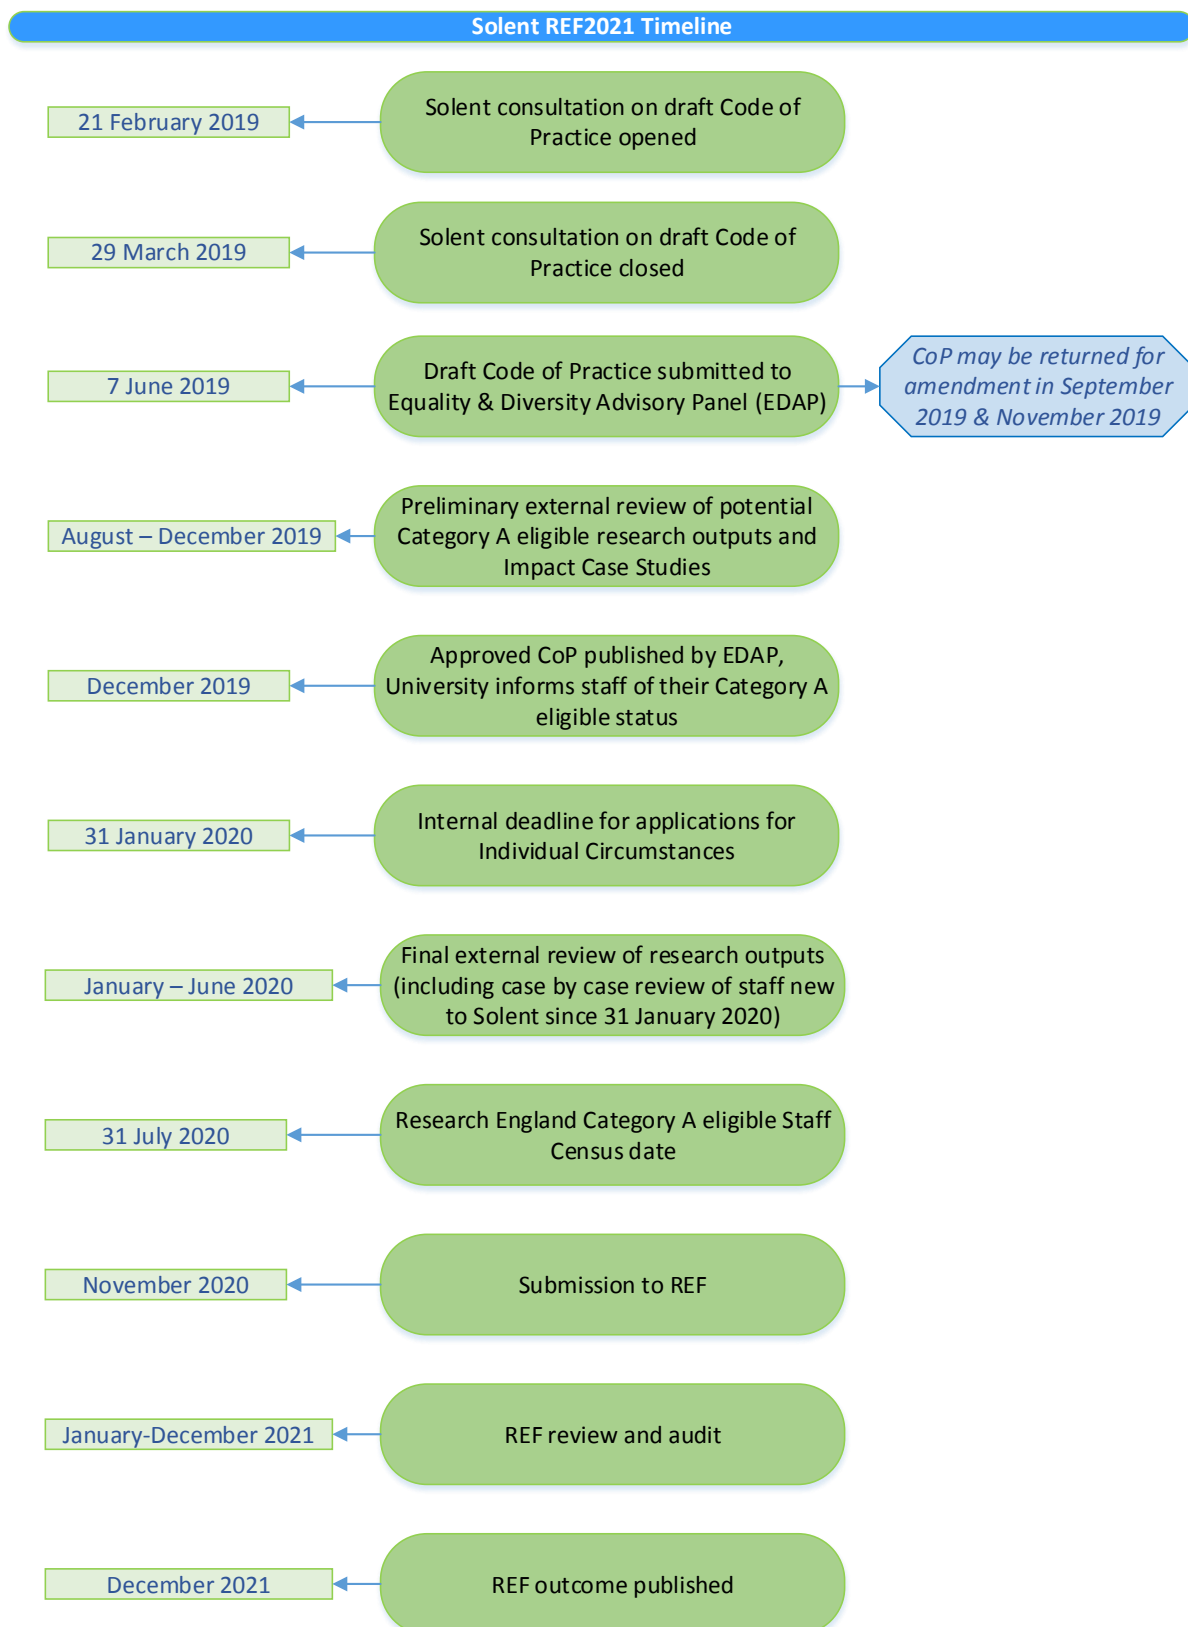 Solent REF2021 Timeline
21 February 2019
Solent consultation on draft Code of
Practice opened
29 March 2019
Solent consultation on draft Code of
Practice closed
7 June 2019
Draft Code of Practice submitted to
Equality & Diversity Advisory Panel (EDAP)
CoP may be returned for
amendment in September
2019 & November 2019
August – December 2019
Preliminary external review of potential
Category A eligible research outputs and
Impact Case Studies
December 2019
Approved CoP published by EDAP,
University informs staff of their Category A
eligible status
31 January 2020
Internal deadline for applications for
Individual Circumstances
January – June 2020
Final external review of research outputs
(including case by case review of staff new
to Solent since 31 January 2020)
31 July 2020
Research England Category A eligible Staff
Census date
November 2020
Submission to REF
January-December 2021
REF review and audit
December 2021
REF outcome published